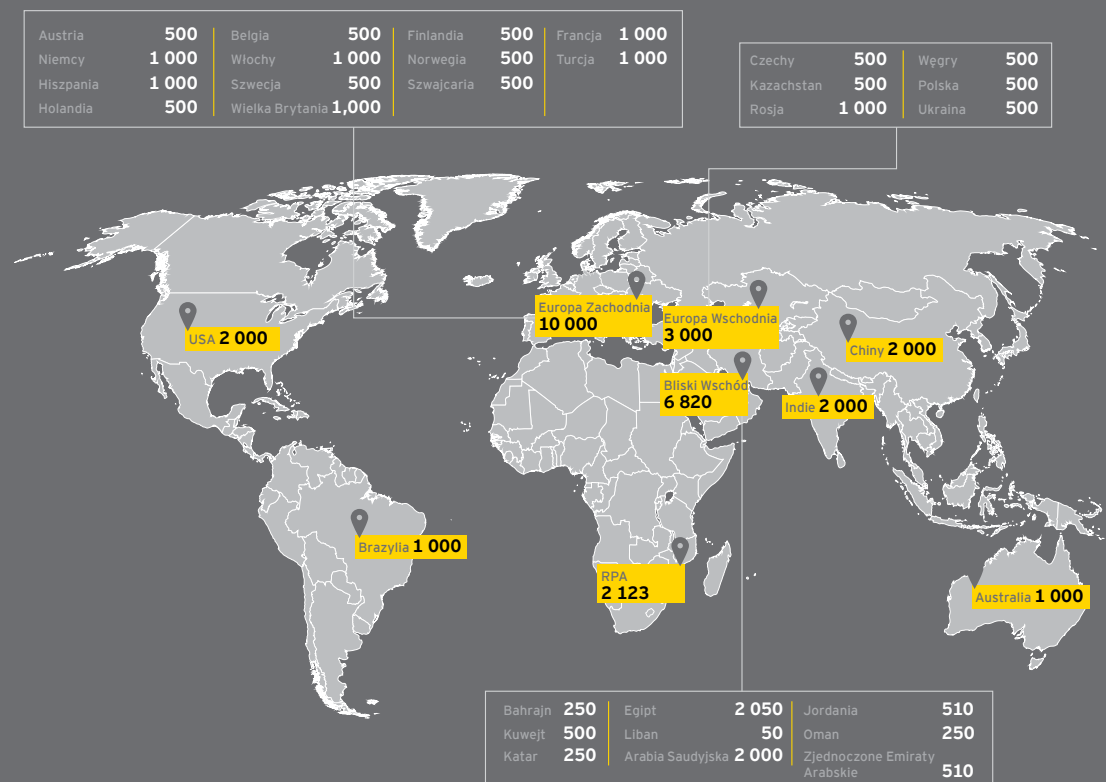 Austria 500 Belgia 500 Finlandia 500 Francja 1 000
Niemcy 1 000 Włochy 1 000 Norwegia 500 Turcja 1 000
Hiszpania 1 000 Szwecja 500 Szwajcaria 500
Holandia 500 Wielka Brytania 1,000
Czechy 500 Węgry 500
Kazachstan 500 Polska 500
Rosja 1 000 Ukraina 500
Europa Zachodnia
10 000
Europa Wschodnia
3 000
USA 2 000
Chiny 2 000
Bliski Wschód
6 820
Indie 2 000
Brazylia 1 000
RPA
2 123
Australia 1 000
Bahrajn 250 Egipt 2 050 Jordania 510
Kuwejt 500 Liban 50 Oman 250
Katar 250 Arabia Saudyjska 2 000 Zjednoczone Emiraty
Arabskie 510